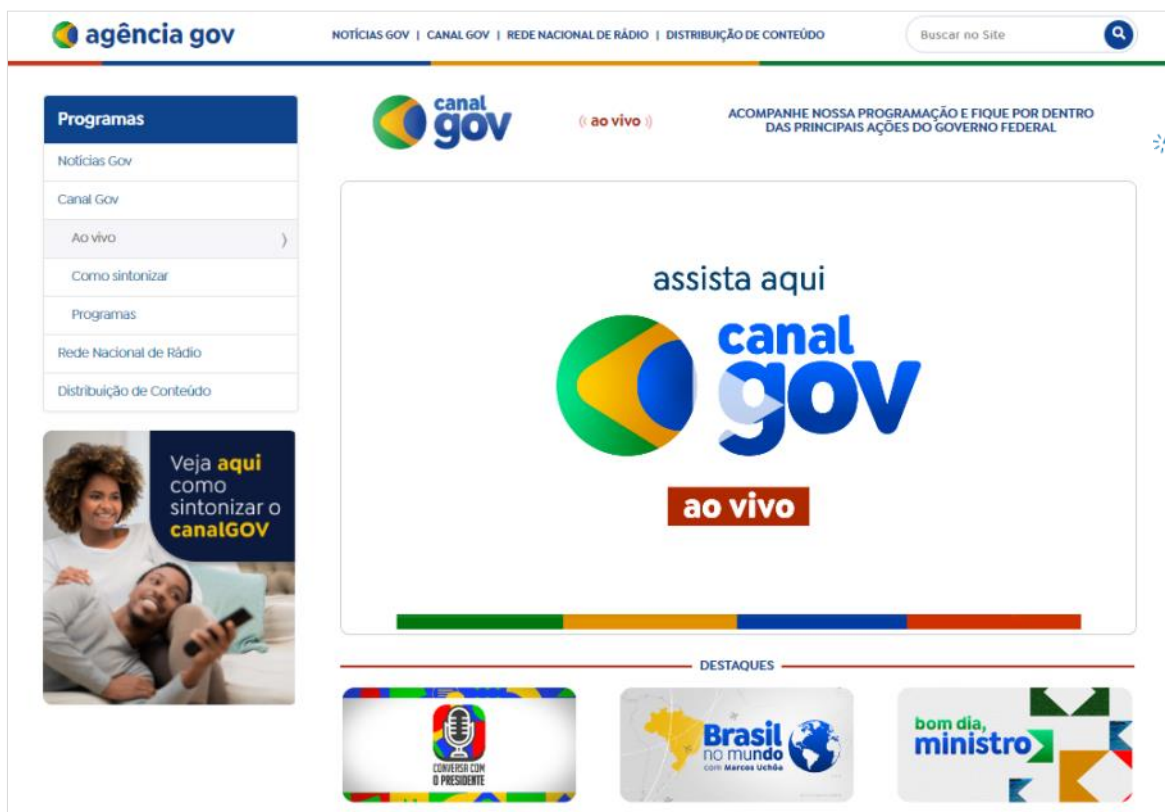 agência gov
NOTÍCIAS GOV | CANAL GOV | REDE NACIONAL DE RÁDIO | DISTRIBUIÇÃO DE CONTEÚDO
Buscar no Site
Programas
Notícias Gov
Canal Gov
Ao vivo
Como sintonizar
Programas
Rede Nacional de Rádio
Distribuição de Conteúdo
Veja aqui
como
sintonizar o
canalGOV
canal
gov
ao vivo
ACOMPANHE NOSSA PROGRAMAÇÃO E FIQUE POR DENTRO
DAS PRINCIPAIS AÇÕES DO GOVERNO FEDERAL
assista aqui
canal
gov
ao vivo
DESTAQUES
CONVERSA COM
O PRESIDENTE
Brasil
no mundo
com Marcos Uchôa
bom dia,
ministro